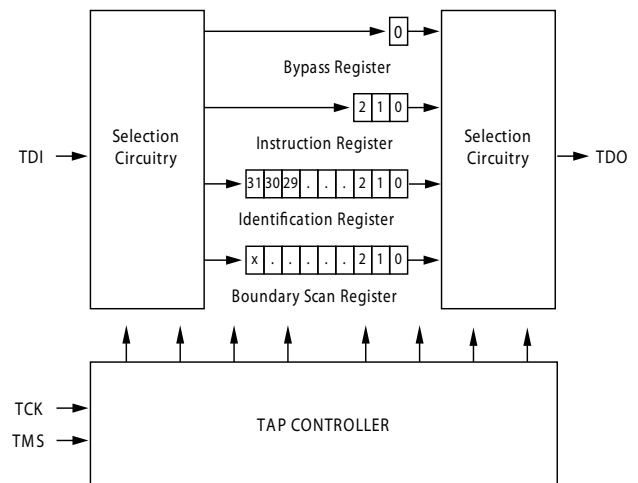 0
Bypass Register
2 1 0
Selection
Circuitry
Selection
Circuitry
TDI
TDO
Instruction Register
31 30 29 . . . 2 1 0
Identification Register
x . . . . . 2 1 0
Boundary Scan Register
TCK
TMS
TAP CONTROLLER